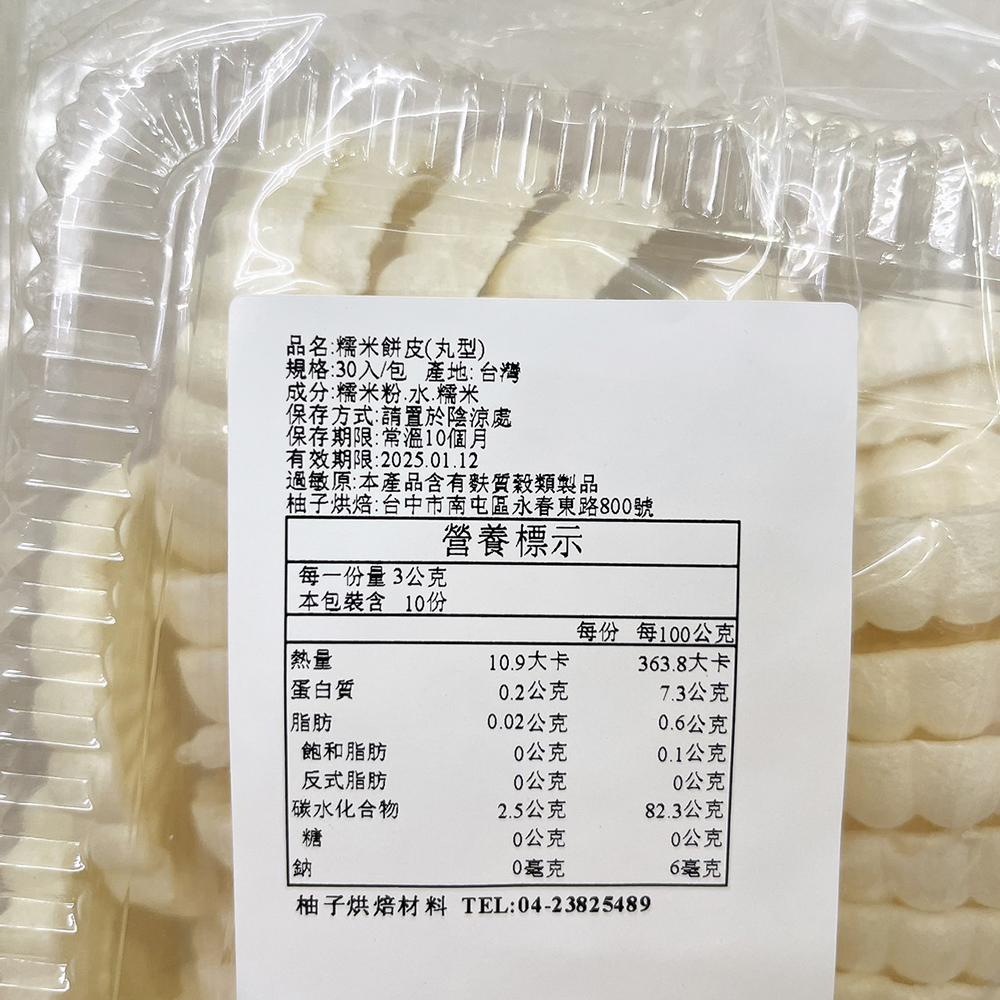 品名:糯米餅皮(丸型)
規格:30入/包 產地:台灣
成分:糯米粉.水.糯米
保存方式:請置於陰涼處
保存期限:常溫10個月
有效期限:2025.01.12
過敏原:本產品含有麩質穀類製品
柚子烘焙:台中市南屯區永春東路800號
營養標示
每一份量 3公克
本包裝含 10份
每份 每100公克
熱量 10.9大卡 363.8大卡
蛋白質 0.2公克 7.3公克
脂肪 0.02公克 0.6公克
飽和脂肪 0公克 0.1公克
反式脂肪 0公克 0公克
碳水化合物 2.5公克 82.3公克
糖 0公克 0公克
鈉 0毫克 6毫克
柚子烘焙材料 TEL:04-23825489